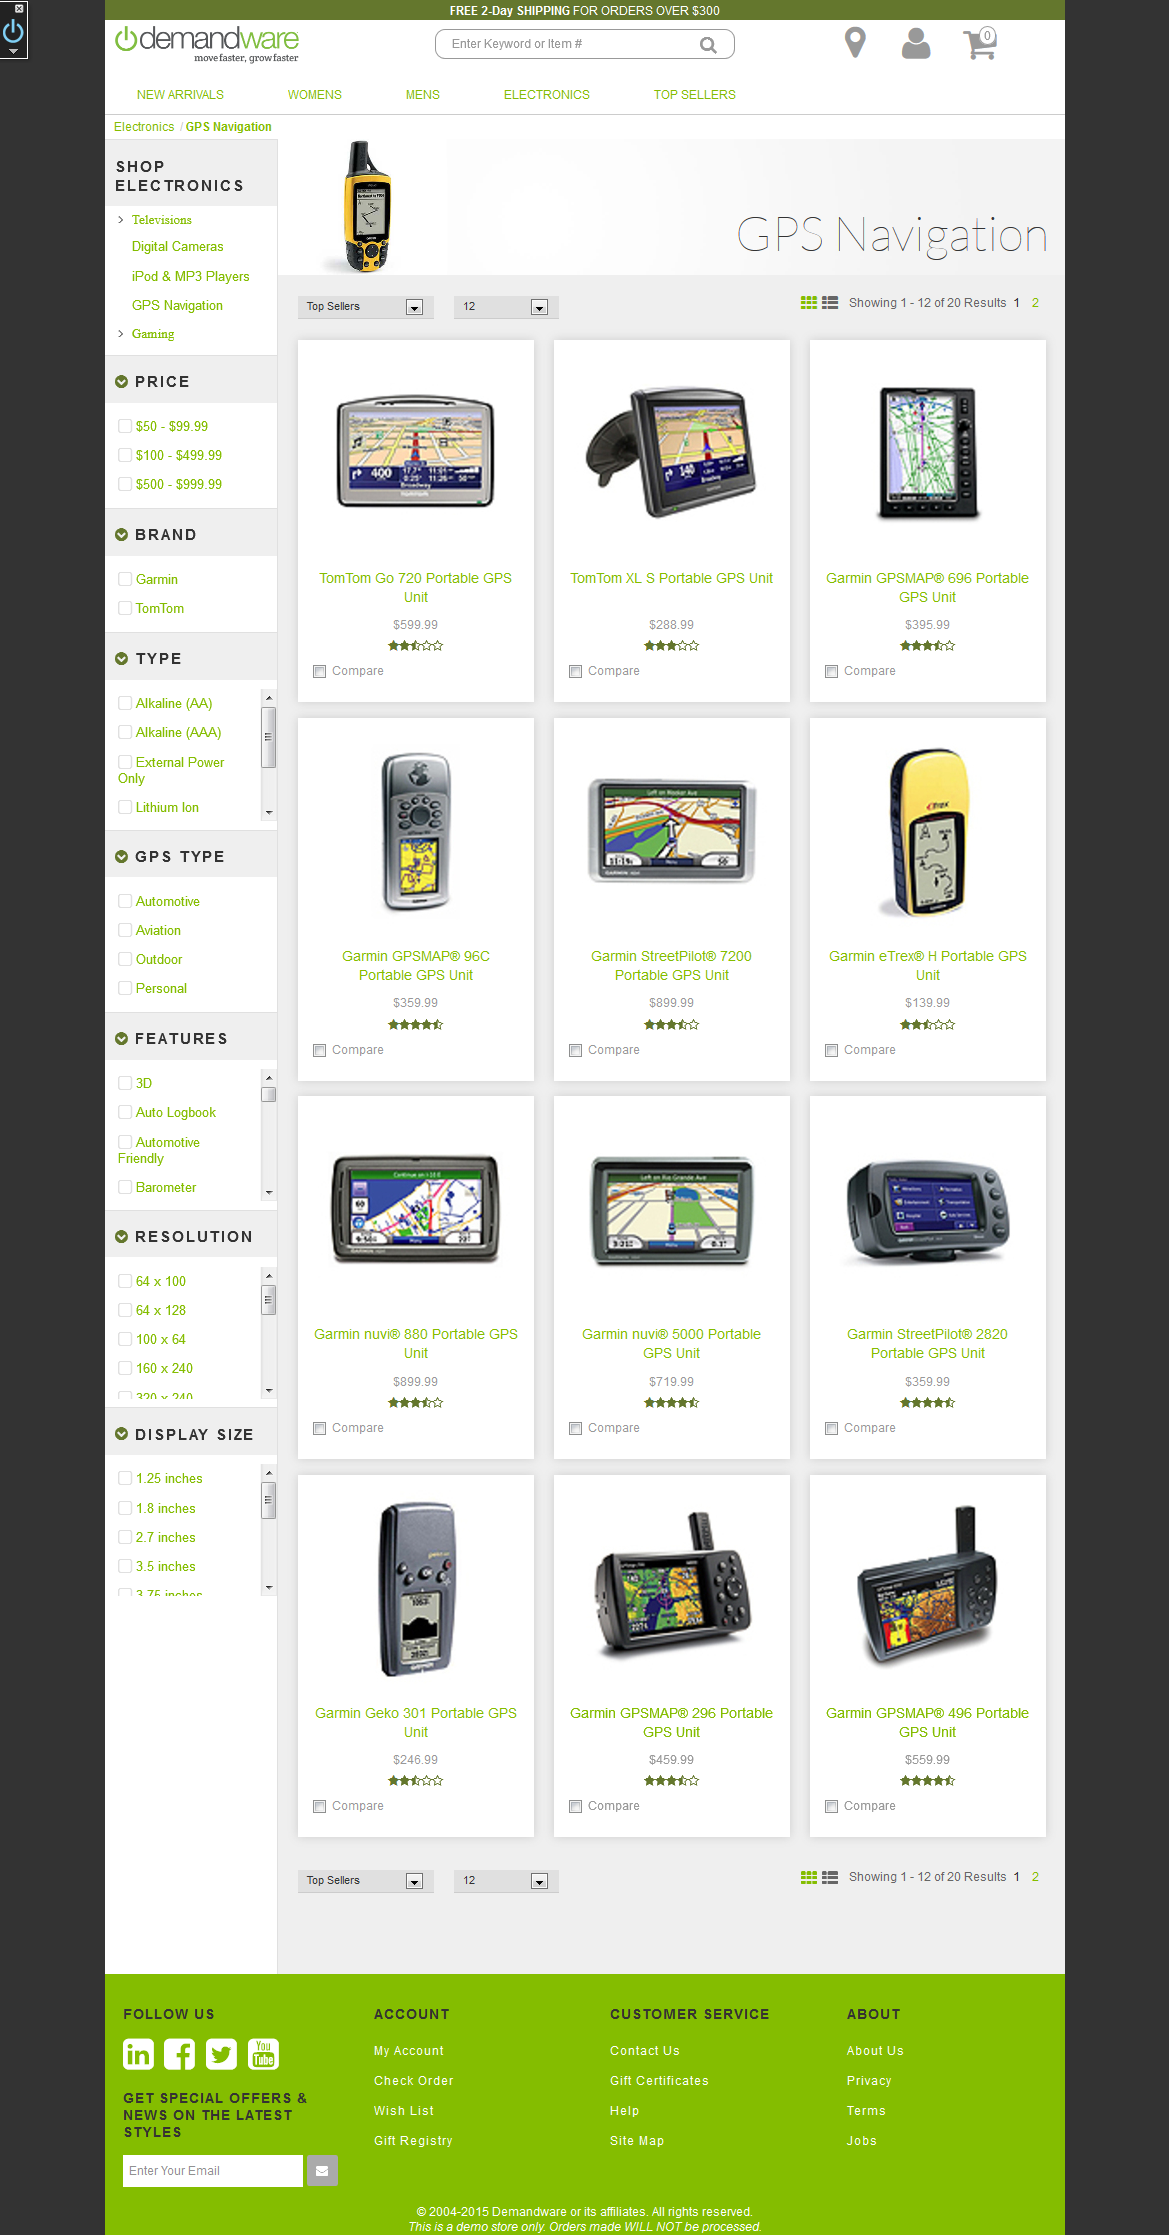 FREE 2-Day SHIPPING FOR ORDERS OVER $300
demandware
move faster, grow faster
Enter Keyword or Item #
0
NEW ARRIVALS WOMENS MENS ELECTRONICS TOP SELLERS
Electronics / GPS Navigation
SHOP
ELECTRONICS
Televisions
Digital Cameras
iPod & MP3 Players
GPS Navigation
Gaming
PRICE
$50 - $99.99
$100 - $499.99
$500 - $999.99
BRAND
Garmin
TomTom
TYPE
Alkaline (AA)
Alkaline (AAA)
External Power
Only
Lithium Ion
GPS TYPE
Automotive
Aviation
Outdoor
Personal
FEATURES
3D
Auto Logbook
Automotive
Friendly
Barometer
RESOLUTION
64 x 100
64 x 128
100 x 64
160 x 240
320 x 240
DISPLAY SIZE
1.25 inches
1.8 inches
2.7 inches
3.5 inches
3.75 inches
GPS Navigation
Top Sellers 12 Showing 1 - 12 of 20 Results 1 2
TomTom Go 720 Portable GPS
Unit
$599.99
Compare
TomTom XL S Portable GPS Unit
$288.99
Compare
Garmin GPSMAP® 696 Portable
GPS Unit
$395.99
Compare
Garmin GPSMAP® 96C
Portable GPS Unit
$359.99
Compare
Garmin StreetPilot® 7200
Portable GPS Unit
$899.99
Compare
Garmin eTrex® H Portable GPS
Unit
$139.99
Compare
Garmin nuvi® 880 Portable GPS
Unit
$899.99
Compare
Garmin nuvi® 5000 Portable
GPS Unit
$719.99
Compare
Garmin StreetPilot® 2820
Portable GPS Unit
$359.99
Compare
Garmin Geko 301 Portable GPS
Unit
$246.99
Compare
Garmin GPSMAP® 296 Portable
GPS Unit
$459.99
Compare
Garmin GPSMAP® 496 Portable
GPS Unit
$559.99
Compare
Top Sellers 12 Showing 1 - 12 of 20 Results 1 2
FOLLOW US
in f You Tube
GET SPECIAL OFFERS &
NEWS ON THE LATEST
STYLES
Enter Your Email
ACCOUNT
My Account
Check Order
Wish List
Gift Registry
CUSTOMER SERVICE
Contact Us
Gift Certificates
Help
Site Map
ABOUT
About Us
Privacy
Terms
Jobs
© 2004-2015 Demandware or its affiliates. All rights reserved.
This is a demo store only. Orders made WILL NOT be processed.